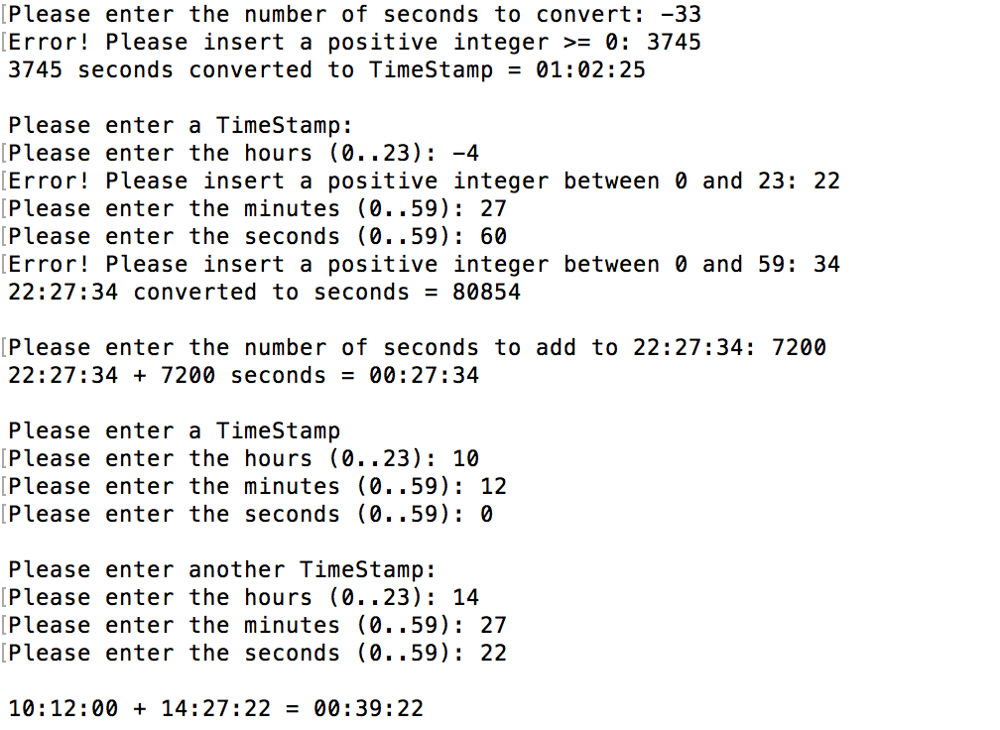 [Please enter the number of seconds to convert: -33
[Error! Please insert a positive integer >= 0: 3745
3745 seconds converted to TimeStamp = 01:02:25
Please enter a TimeStamp:
[Please enter the hours (0..23): -4
[Error! Please insert a positive integer between 0 and 23: 22
[Please enter the minutes (0..59): 27
[Please enter the seconds (0..59): 60
[Error! Please insert a positive integer between 0 and 59: 34
22:27:34 converted to seconds = 80854
[Please enter the number of seconds to add to 22:27:34: 7200
22:27:34 + 7200 seconds = 00:27:34
Please enter a TimeStamp
[Please enter the hours (0..23): 10
[Please enter the minutes (0..59): 12
[Please enter the seconds (0..59): 0
Please enter another TimeStamp:
[Please enter the hours (0..23): 14
[Please enter the minutes (0..59): 27
[Please enter the seconds (0..59): 22
10:12:00 + 14:27:22 = 00:39:22